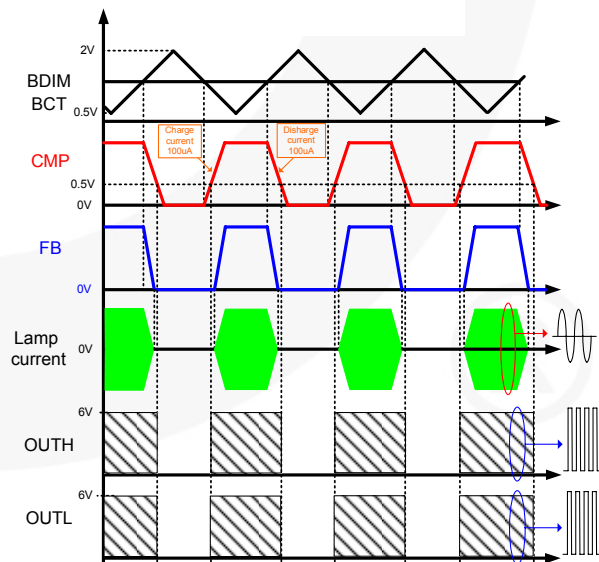 2V
BDIM
BCT
0.5V
Charge
current
100uA
Disharge
current
100uA
CMP
0.5V
0V
FB
0V
Lamp
current
0V
6V
OUTH
6V
OUTL